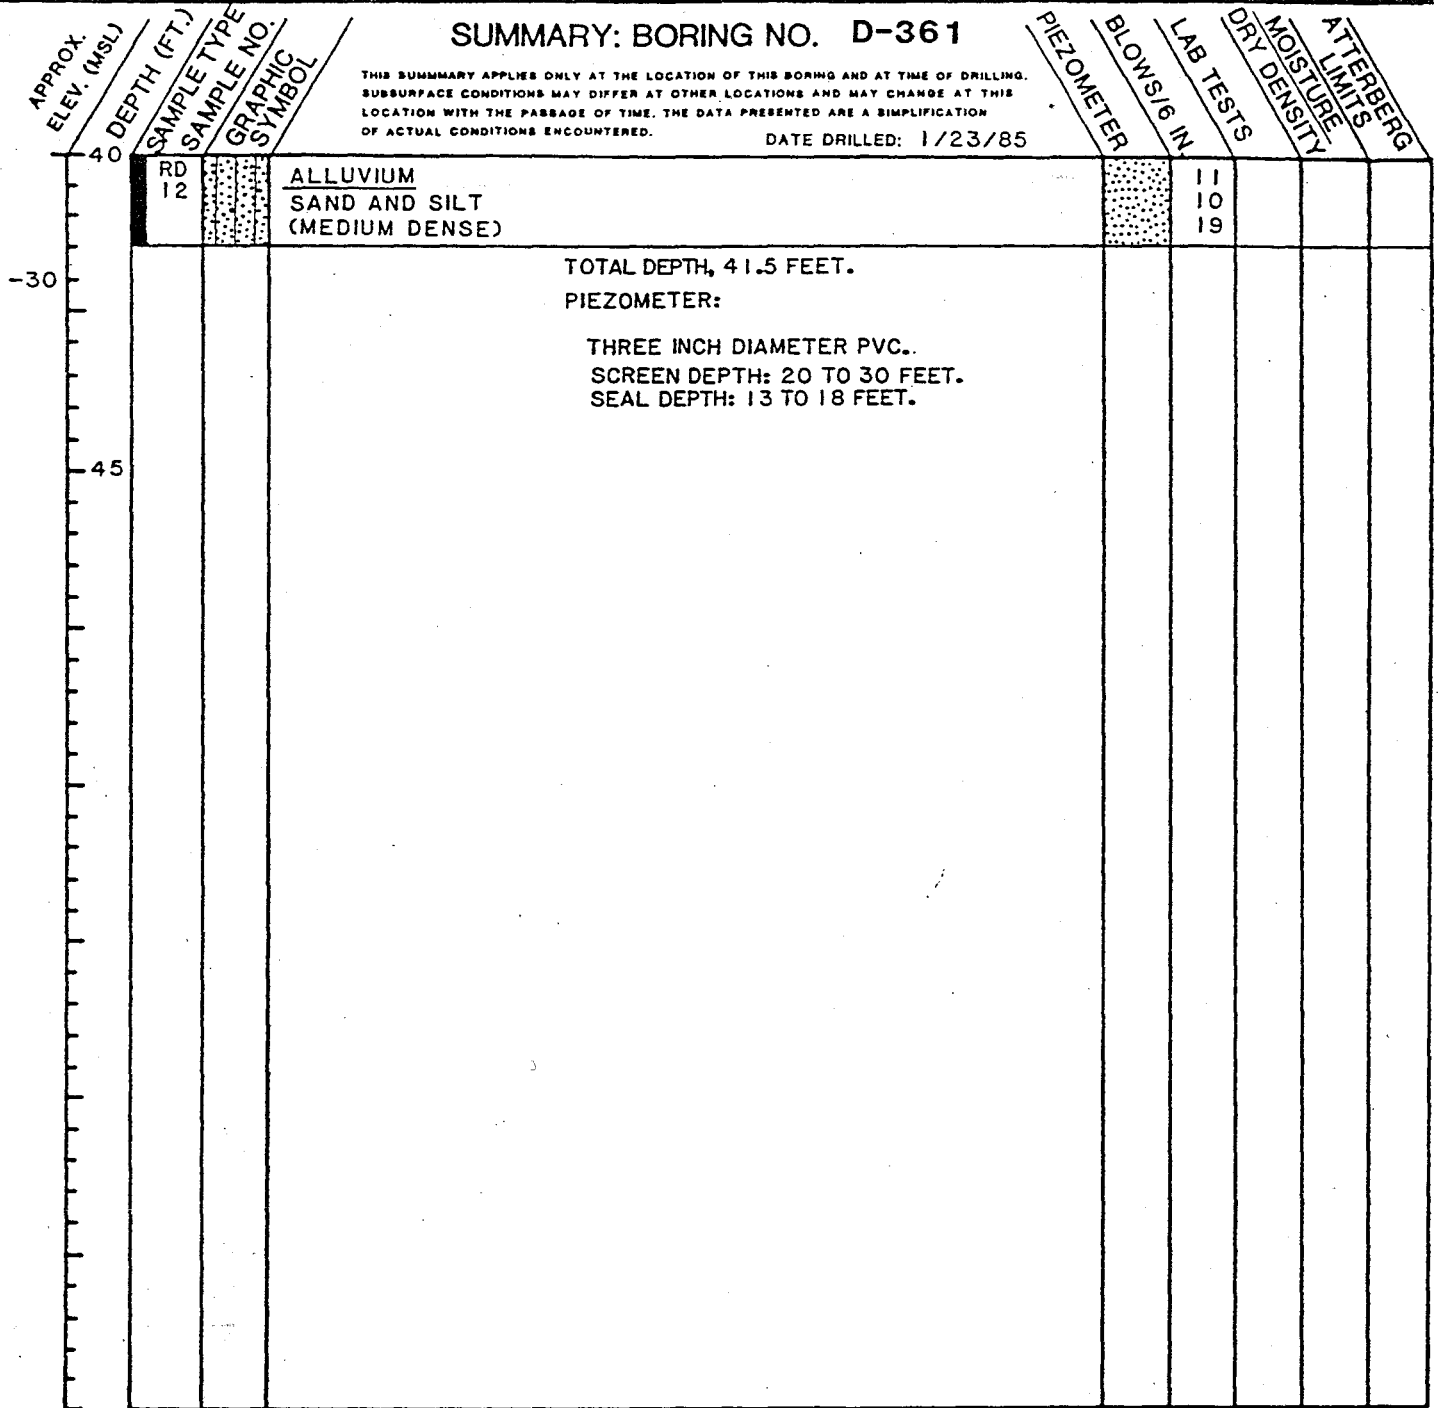 SUMMARY: BORING NO. D-361
THIS SUMMMARY APPLIES ONLY AT THE LOCATION OF THIS BORING AND AT TIME OF DRILLING.
SUBSURFACE CONDITIONS MAY DIFFER AT OTHER LOCATIONS AND MAY CHANGE AT THIS
LOCATION WITH THE PASSAGE OF TIME. THE DATA PRESENTED ARE A SIMPLIFICATION
OF ACTUAL CONDITIONS ENCOUNTERED.
DATE DRILLED: 1/23/85
APPROX.
ELEV. (MSL)
DEPTH (FT.)
SAMPLE TYPE
SAMPLE NO.
GRAPHIC
SYMBOL
PIEZOMETER
BLOWS/6 IN.
LAB TESTS
DRY DENSITY
MOISTURE
LIMITS
ATTERBERG
40
RD
12
ALLUVIUM
SAND AND SILT
(MEDIUM DENSE)
11
10
19
-30
TOTAL DEPTH, 41.5 FEET.
PIEZOMETER:
THREE INCH DIAMETER PVC..
SCREEN DEPTH: 20 TO 30 FEET.
SEAL DEPTH: 13 TO 18 FEET.
45